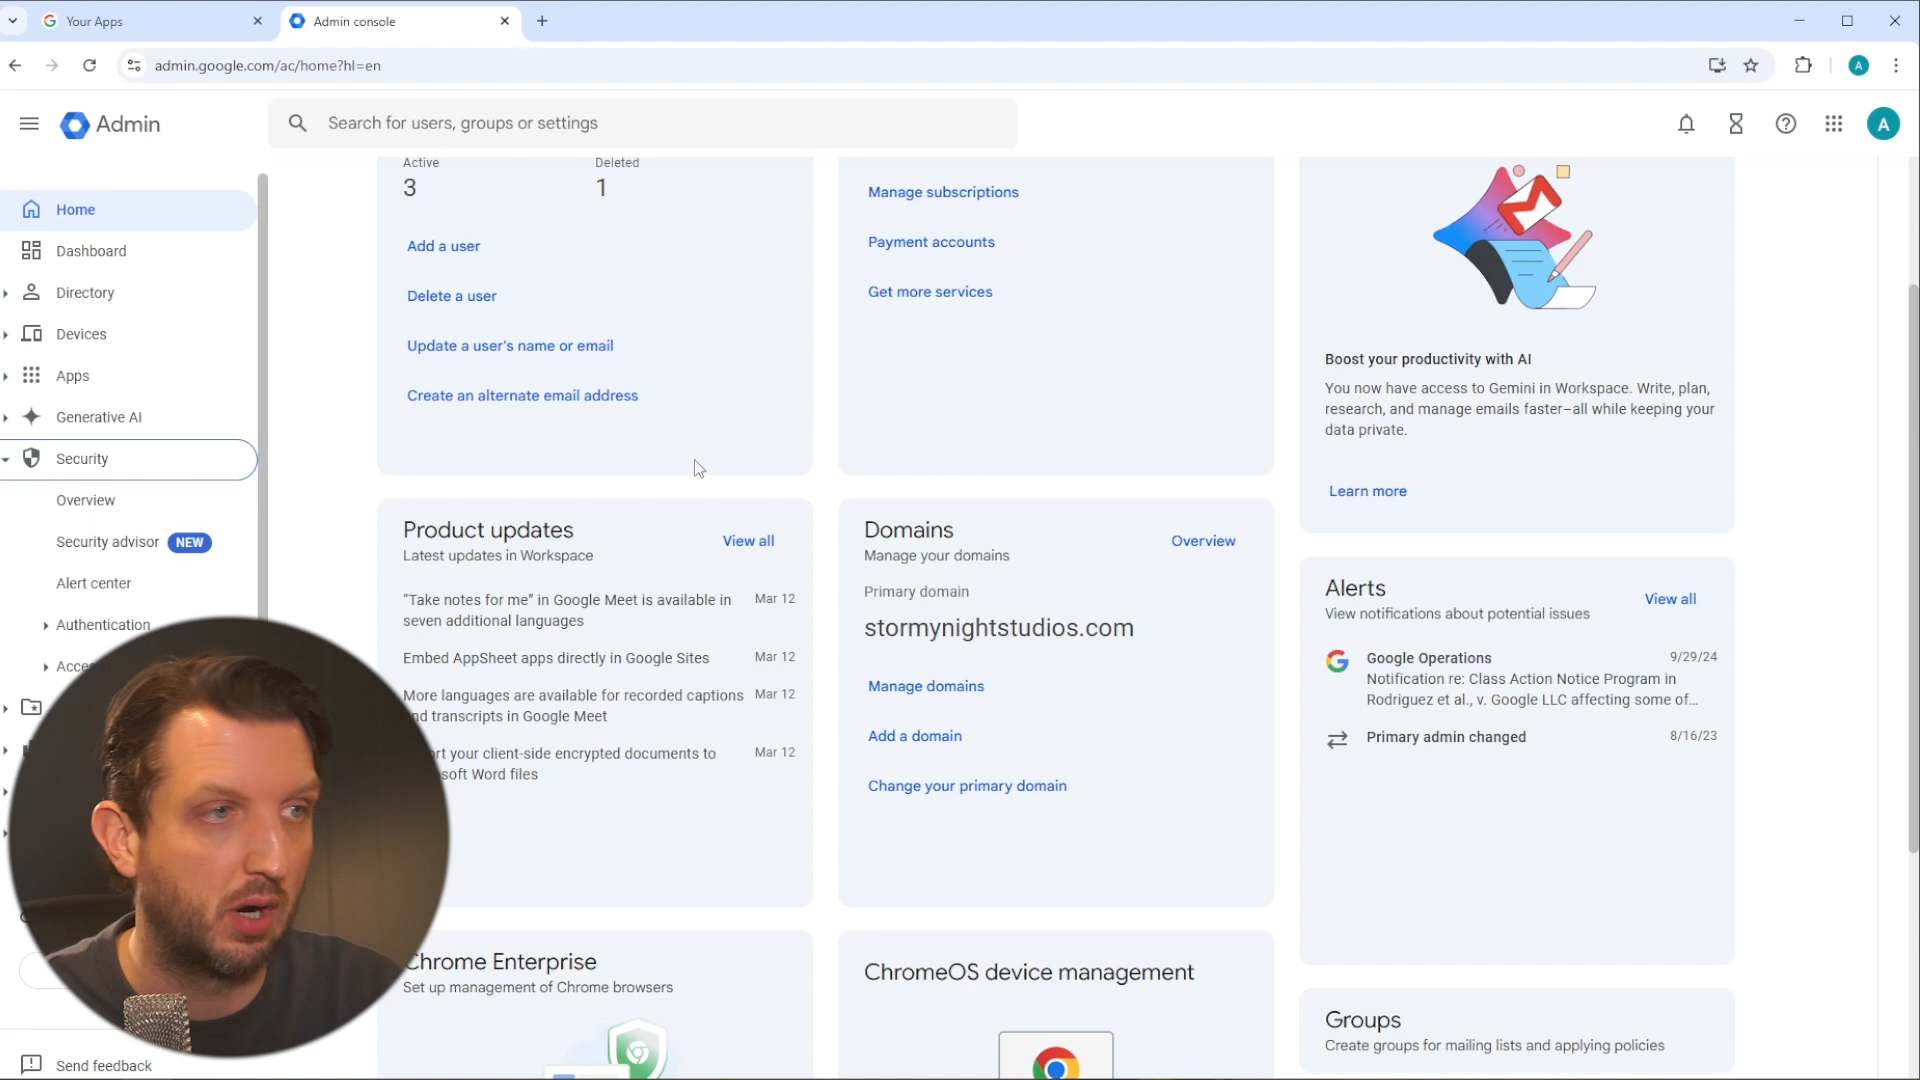 Your Apps
Admin console
admin.google.com/ac/home?hl=en
A
Admin
Search for users, groups or settings
A
Home
Dashboard
Directory
Devices
Apps
Generative AI
Security
Overview
Security advisor NEW
Alert center
Authentication
Send feedback
Active
3
Deleted
1
Add a user
Delete a user
Update a user's name or email
Create an alternate email address
Manage subscriptions
Payment accounts
Get more services
Boost your productivity with AI
You now have access to Gemini in Workspace. Write, plan,
research, and manage emails faster–all while keeping your
data private.
Learn more
Product updates
View all
Latest updates in Workspace
“Take notes for me” in Google Meet is available in
seven additional languages
Mar 12
Embed AppSheet apps directly in Google Sites
Mar 12
More languages are available for recorded captions
transcripts in Google Meet
Mar 12
your client-side encrypted documents to
Word files
Mar 12
Domains
Overview
Manage your domains
Primary domain
stormynightstudios.com
Manage domains
Add a domain
Change your primary domain
Alerts
View all
View notifications about potential issues
Google Operations
9/29/24
Notification re: Class Action Notice Program in
Rodriguez et al., v. Google LLC affecting some of...
Primary admin changed
8/16/23
Chrome Enterprise
Set up management of Chrome browsers
ChromeOS device management
Groups
Create groups for mailing lists and applying policies